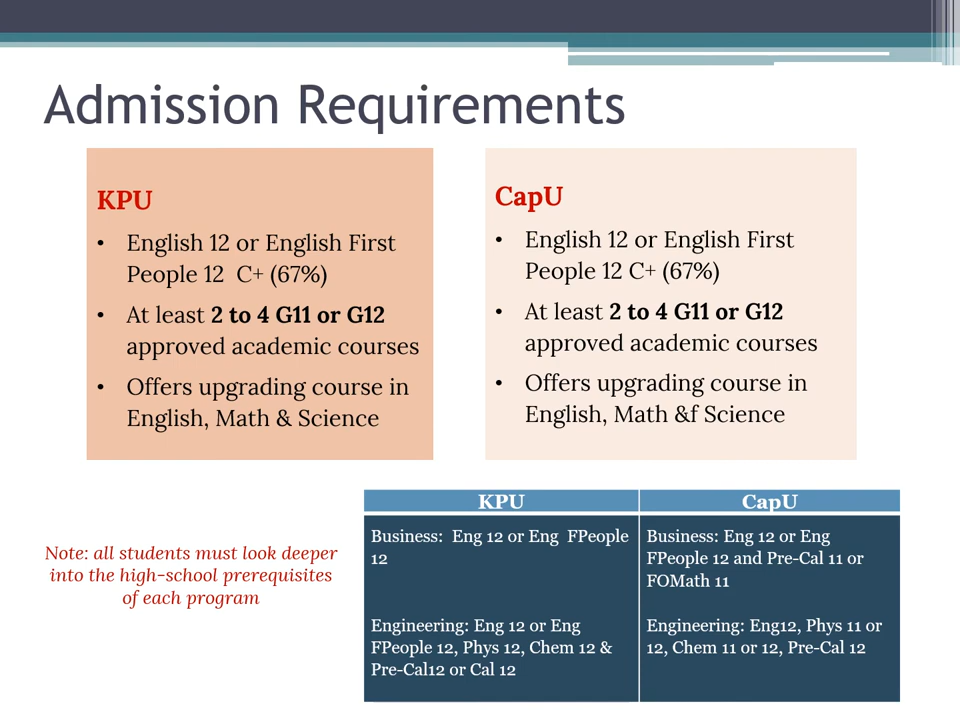 Admission Requirements
KPU
• English 12 or English First
People 12  C+ (67%)
• At least 2 to 4 G11 or G12
approved academic courses
• Offers upgrading course in
English, Math & Science
CapU
• English 12 or English First
People 12 C+ (67%)
• At least 2 to 4 G11 or G12
approved academic courses
• Offers upgrading course in
English, Math &f Science
Note: all students must look deeper
into the high-school prerequisites
of each program
KPU
Business:  Eng 12 or Eng  FPeople
12
Engineering: Eng 12 or Eng
FPeople 12, Phys 12, Chem 12 &
Pre-Cal12 or Cal 12
CapU
Business: Eng 12 or Eng
FPeople 12 and Pre-Cal 11 or
FOMath 11
Engineering: Eng12, Phys 11 or
12, Chem 11 or 12, Pre-Cal 12